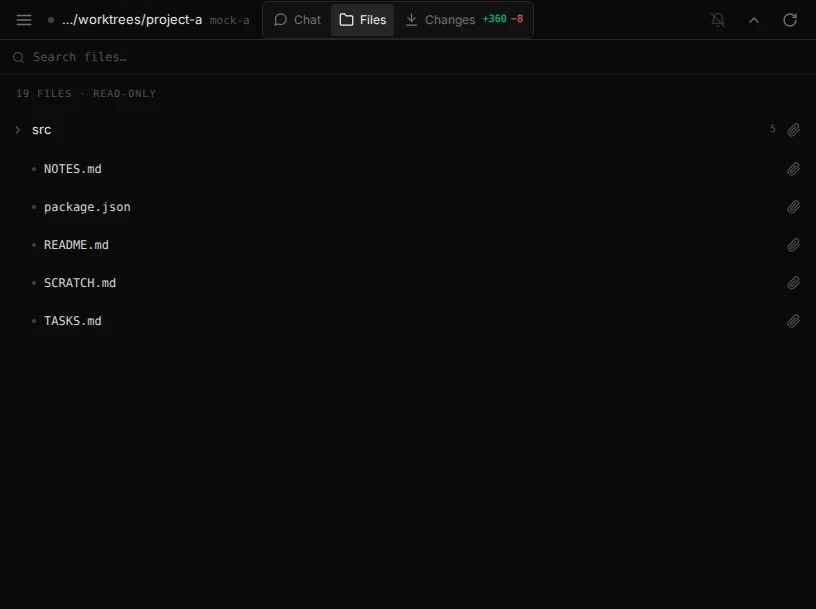 .../worktrees/project-a mock-a Chat Files Changes +360 −8
Search files…
19 FILES · READ-ONLY
src 5
NOTES.md
package.json
README.md
SCRATCH.md
TASKS.md